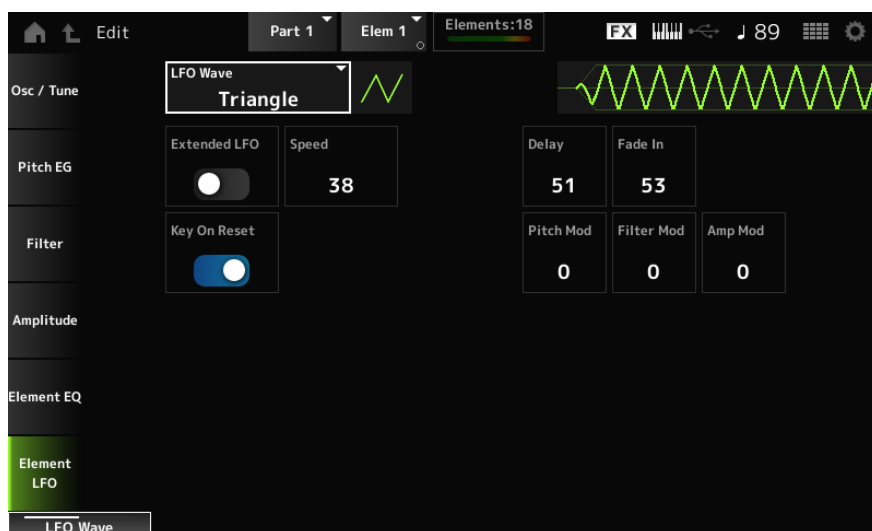 Edit
Part 1
Elem 1
Elements:18
FX
♩ 89
Osc / Tune
Pitch EG
Filter
Amplitude
Element EQ
Element
LFO
LFO Wave
Triangle
Extended LFO
Speed
38
Delay
51
Fade In
53
Key On Reset
Pitch Mod
0
Filter Mod
0
Amp Mod
0
LFO Wave